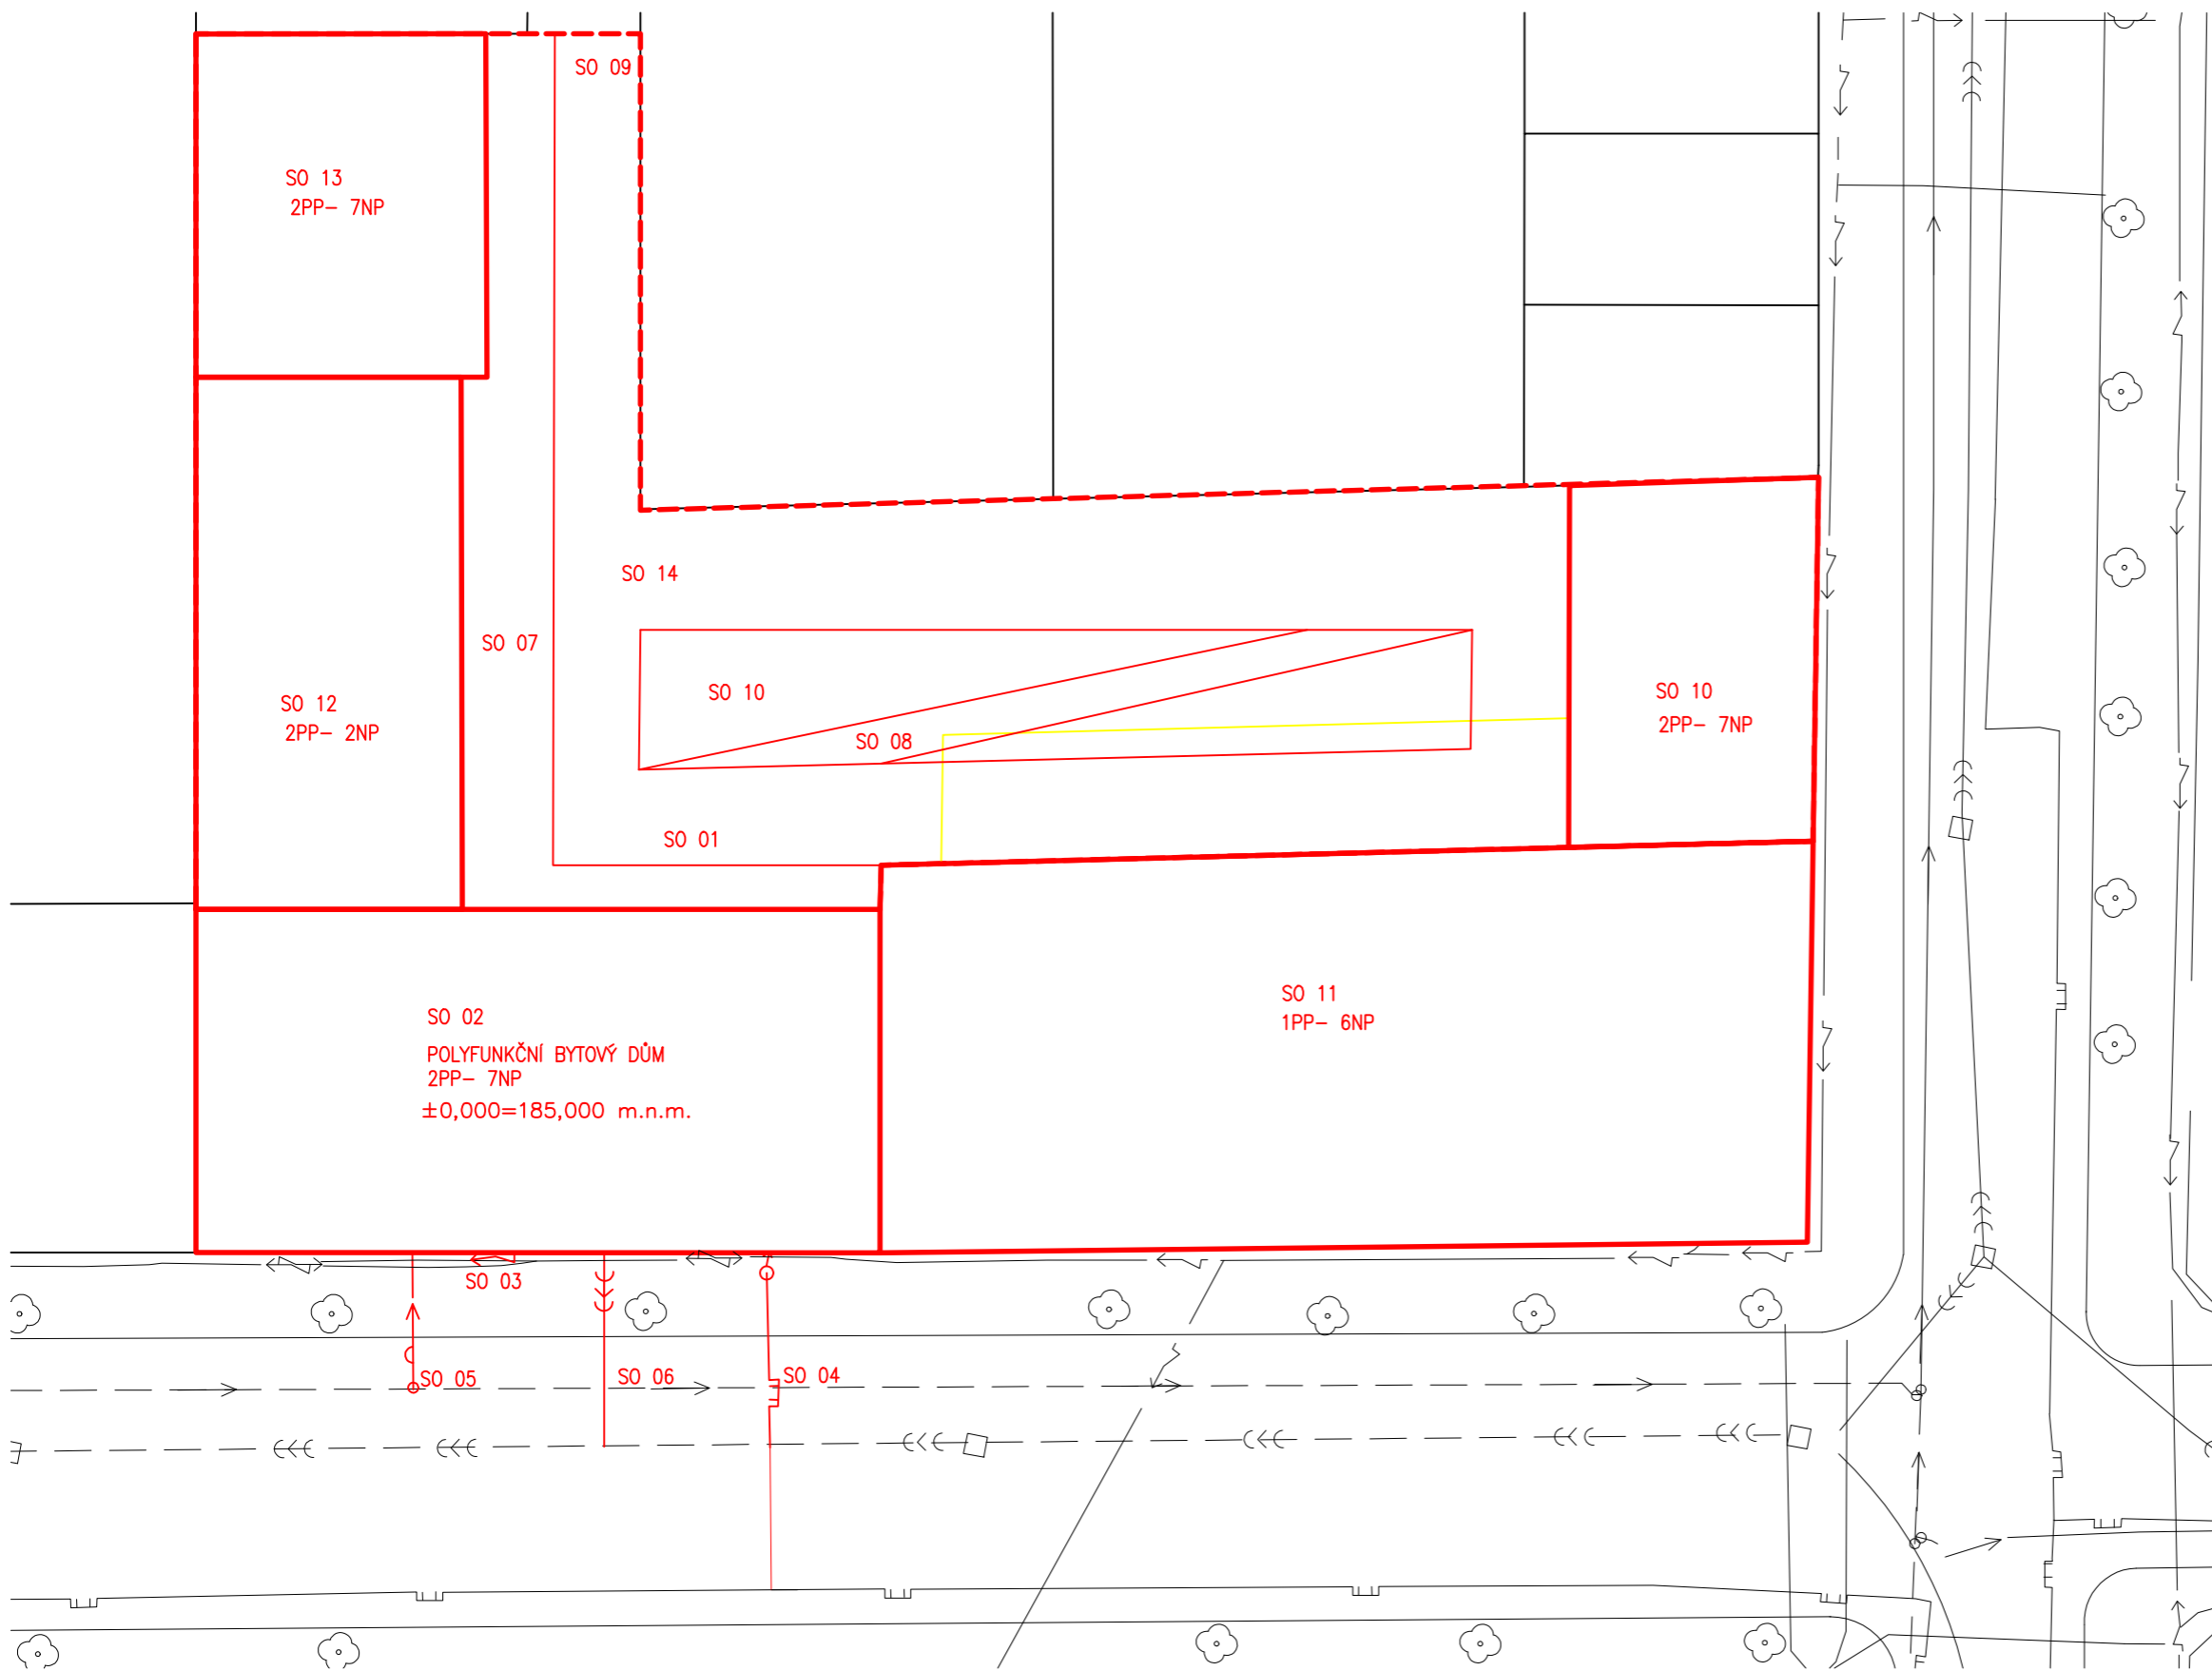 SO 09
SO 13
2PP– 7NP
SO 14
SO 07
SO 10
SO 10
2PP– 7NP
SO 12
2PP– 2NP
SO 08
SO 01
SO 11
1PP– 6NP
SO 02
POLYFUNKČNÍ BYTOVÝ DŮM
2PP– 7NP
±0,000=185,000 m.n.m.
SO 03
SO 05
SO 06
SO 04